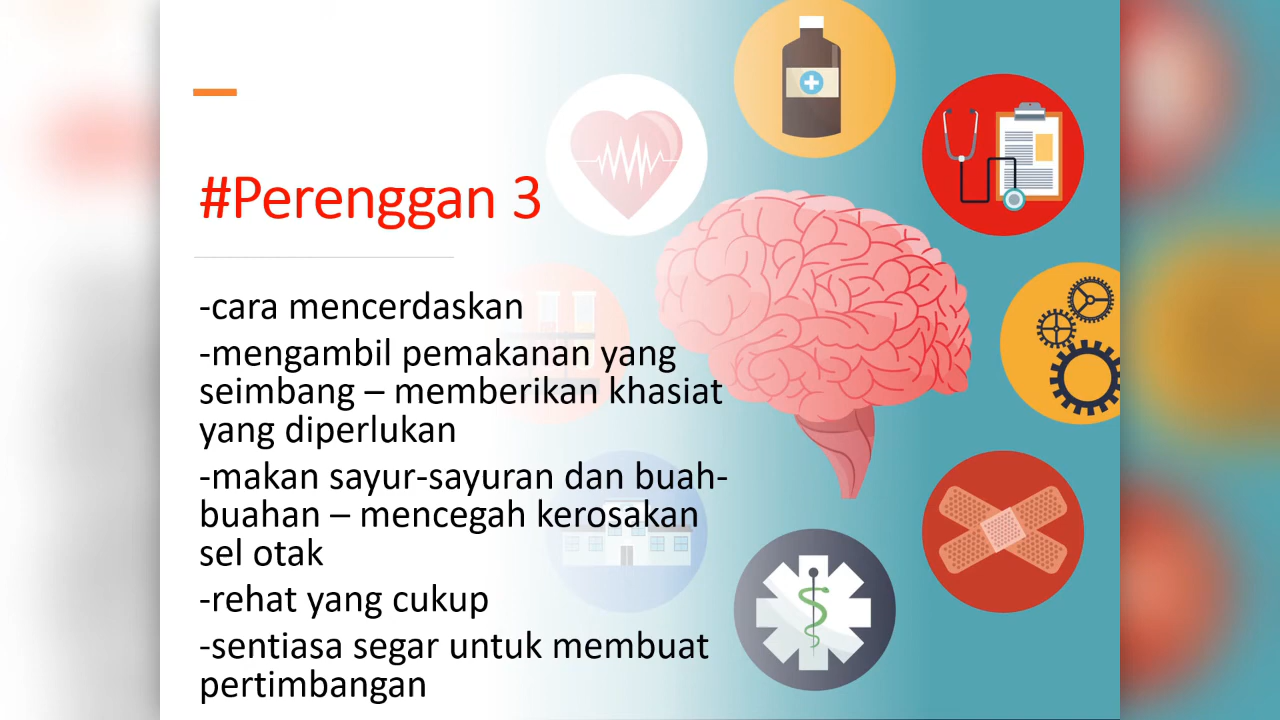 #Perenggan 3
-cara mencerdaskan
-mengambil pemakanan yang
seimbang – memberikan khasiat
yang diperlukan
-makan sayur-sayuran dan buah-
buahan – mencegah kerosakan
sel otak
-rehat yang cukup
-sentiasa segar untuk membuat
pertimbangan